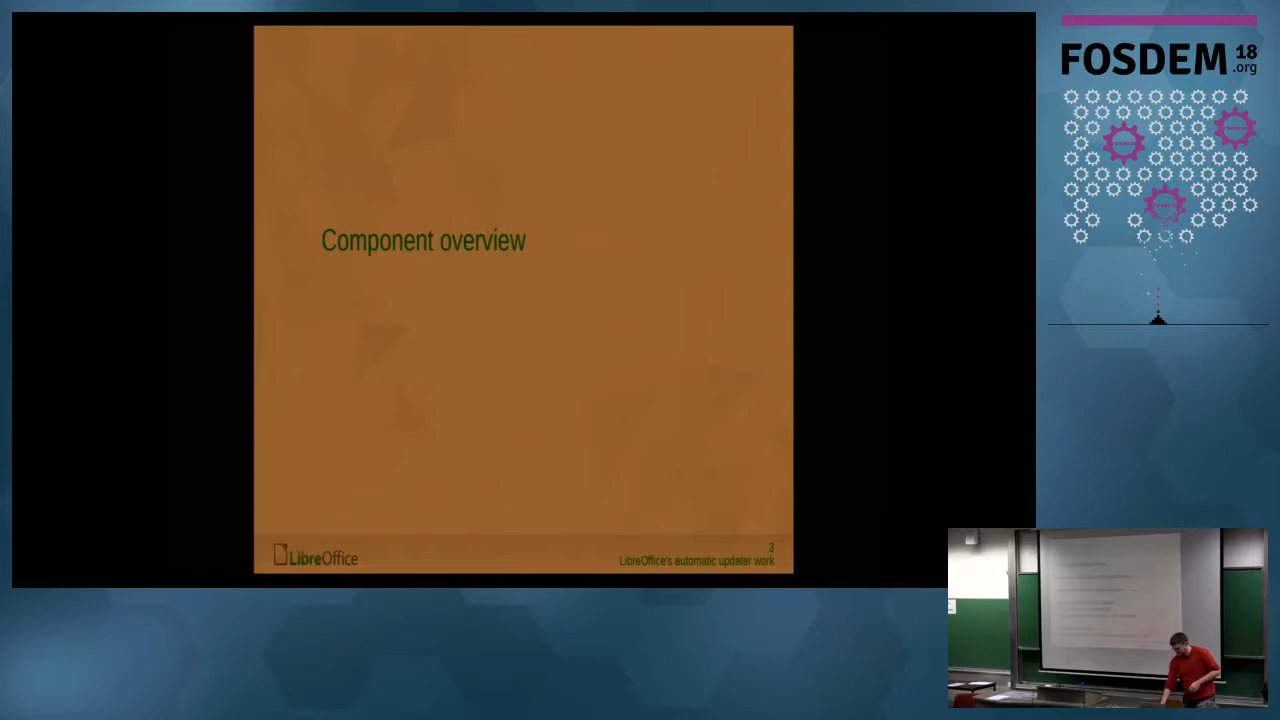 Component overview
LibreOffice
3
LibreOffice's automatic updater work
FOSDEM 18
.org